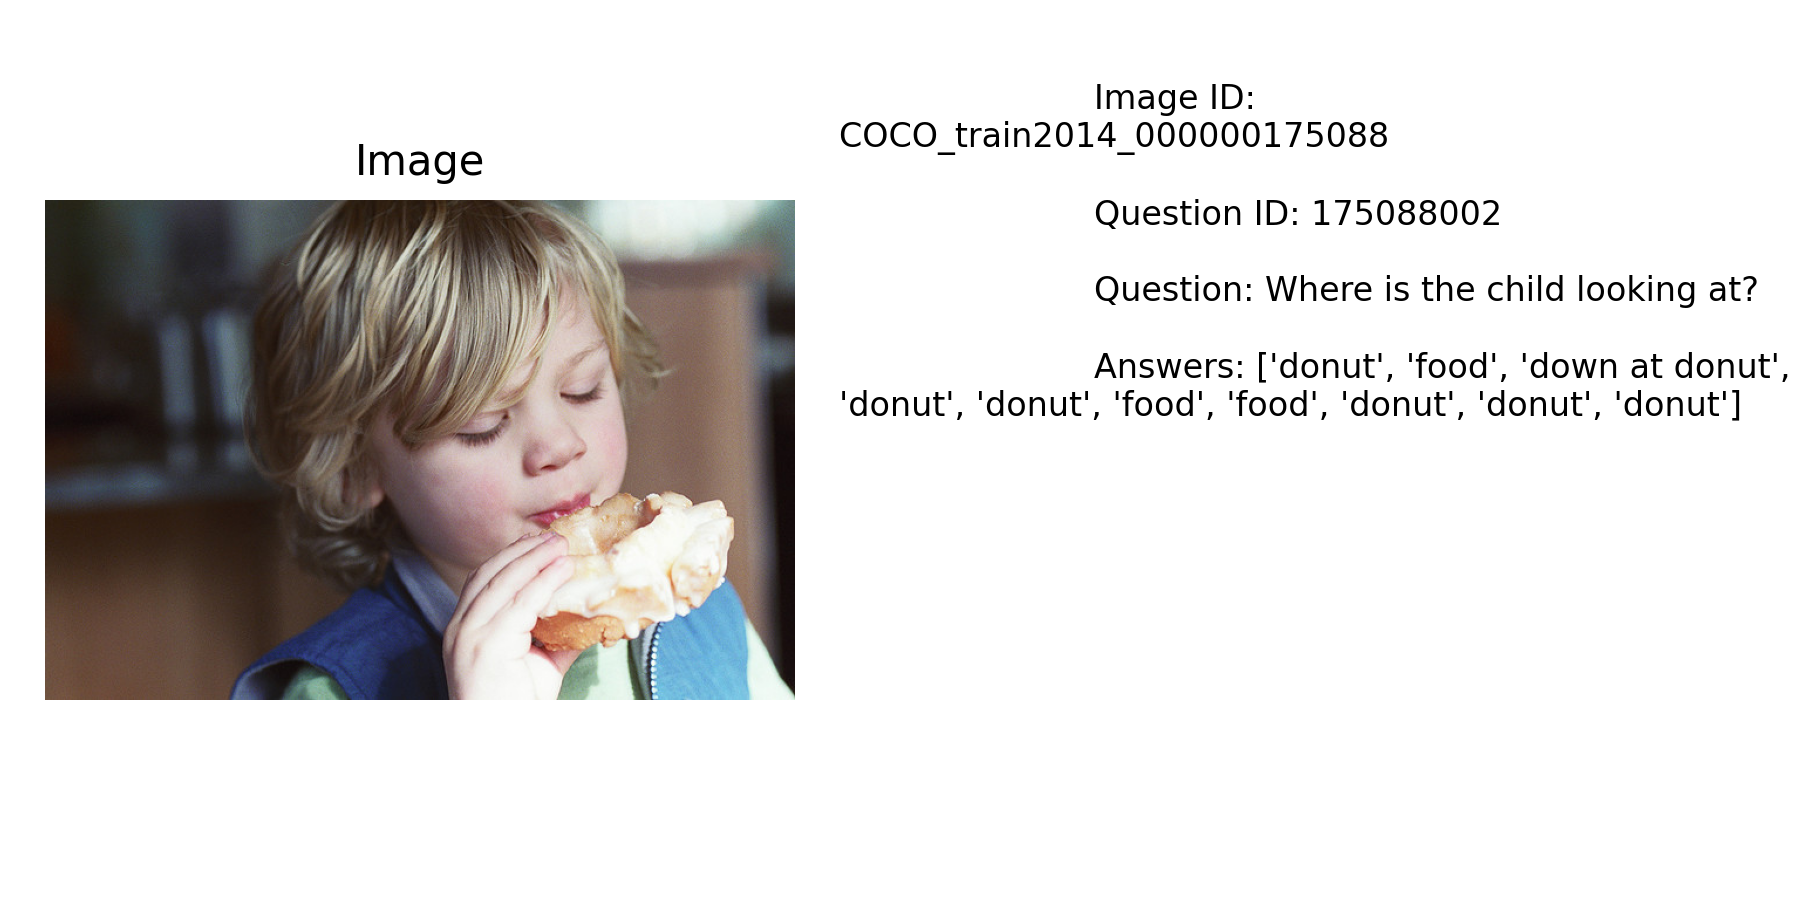 Image
Image ID:
COCO_train2014_000000175088
Question ID: 175088002
Question: Where is the child looking at?
Answers: ['donut', 'food', 'down at donut',
'donut', 'donut', 'food', 'food', 'donut', 'donut', 'donut']